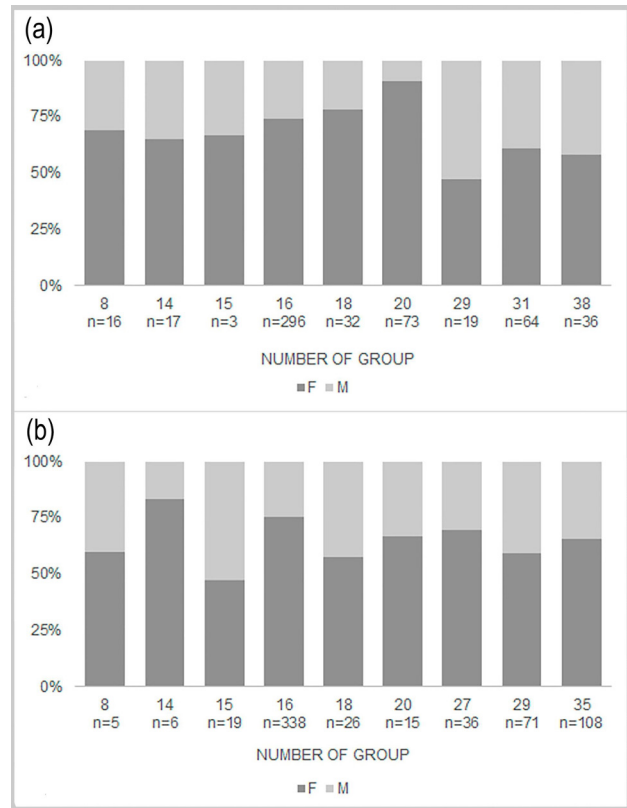 (a)
100%
75%
50%
25%
0%
8 14 15 16 18 20 29 31 38
n=16 n=17 n=3 n=296 n=32 n=73 n=19 n=64 n=36
NUMBER OF GROUP
F M
(b)
100%
75%
50%
25%
0%
8 14 15 16 18 20 27 29 35
n=5 n=6 n=19 n=338 n=26 n=15 n=36 n=71 n=108
NUMBER OF GROUP
F M